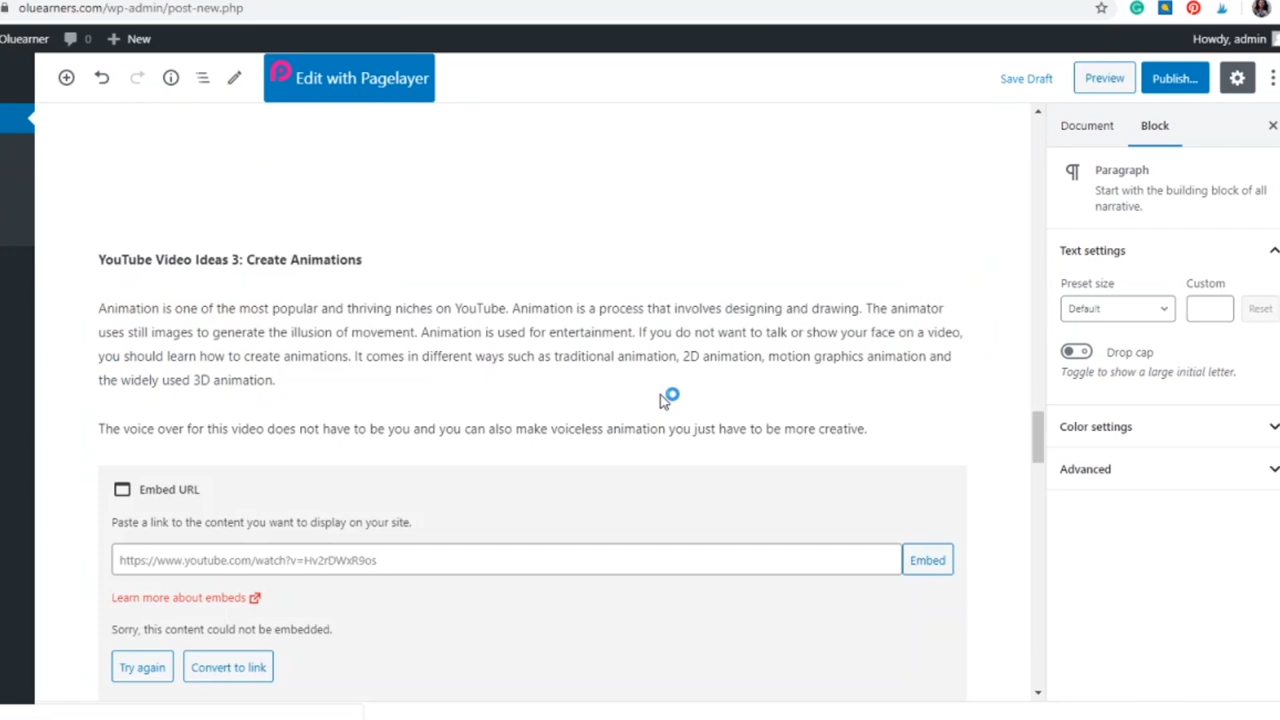 oluearners.com/wp-admin/post-new.php
Oluearner 0 New Howdy, admin
Edit with Pagelayer Save Draft Preview Publish...
Document Block
Paragraph
Start with the building block of all
narrative.
Text settings
Preset size Custom
Default Reset
Drop cap
Toggle to show a large initial letter.
Color settings
Advanced
YouTube Video Ideas 3: Create Animations
Animation is one of the most popular and thriving niches on YouTube. Animation is a process that involves designing and drawing. The animator
uses still images to generate the illusion of movement. Animation is used for entertainment. If you do not want to talk or show your face on a video,
you should learn how to create animations. It comes in different ways such as traditional animation, 2D animation, motion graphics animation and
the widely used 3D animation.
The voice over for this video does not have to be you and you can also make voiceless animation you just have to be more creative.
Embed URL
Paste a link to the content you want to display on your site.
https://www.youtube.com/watch?v=Hv2rDWxR9os Embed
Learn more about embeds
Sorry, this content could not be embedded.
Try again Convert to link